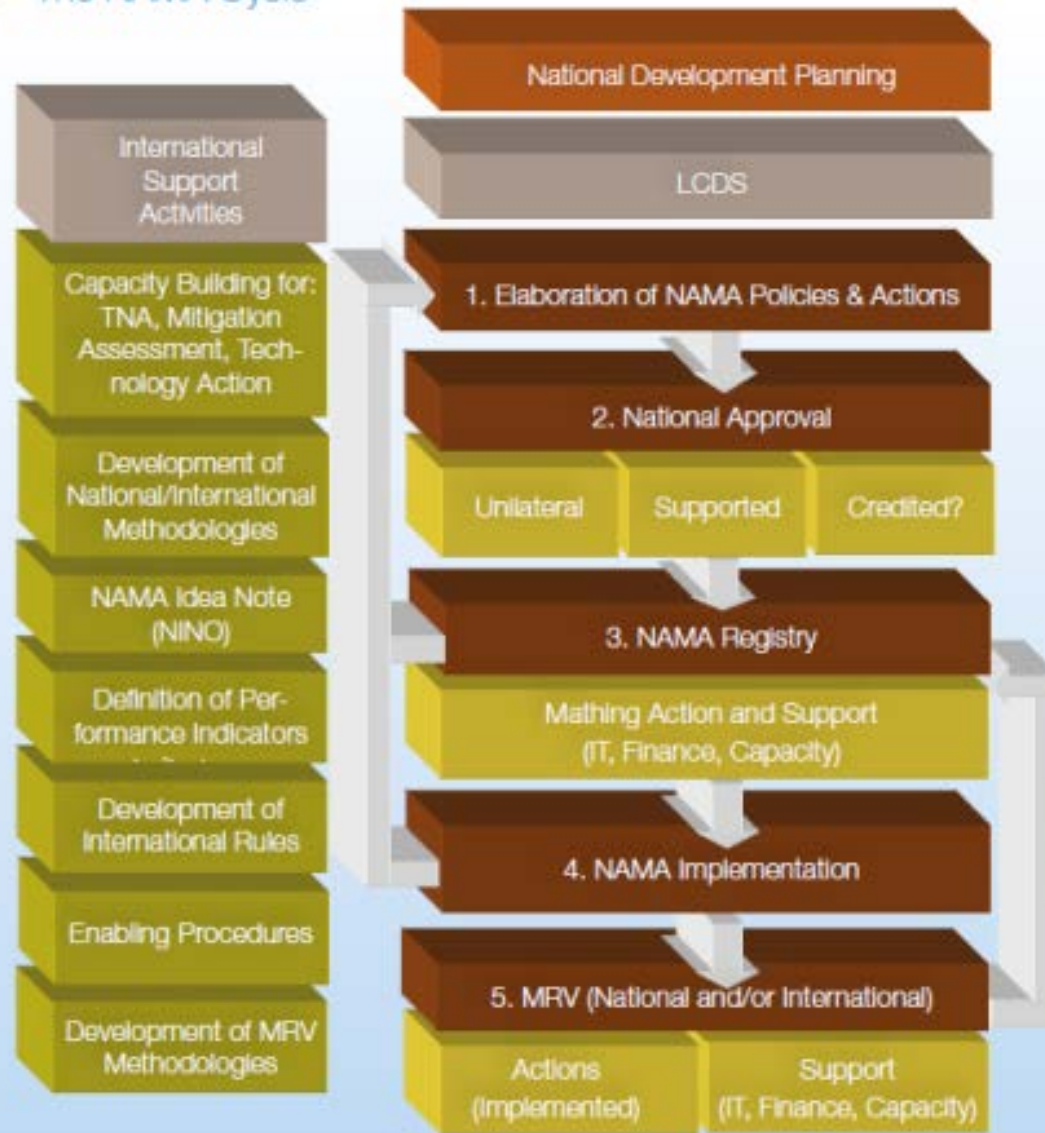 Cycle
International
Support
Activities
Capacity Building for:
TNA, Mitigation
Assessment, Tech-
nology Action
Development of
National/International
Methodologies
NAMA Idea Note
(NINO)
Definition of Per-
formance Indicators
Development of
International Rules
Enabling Procedures
Development of MRV
Methodologies
National Development Planning
LCDS
1. Elaboration of NAMA Policies & Actions
2. National Approval
Unilateral
Supported
Credited?
3. NAMA Registry
Mathing Action and Support
(IT, Finance, Capacity)
4. NAMA Implementation
5. MRV (National and/or International)
Actions
(Implemented)
Support
(IT, Finance, Capacity)